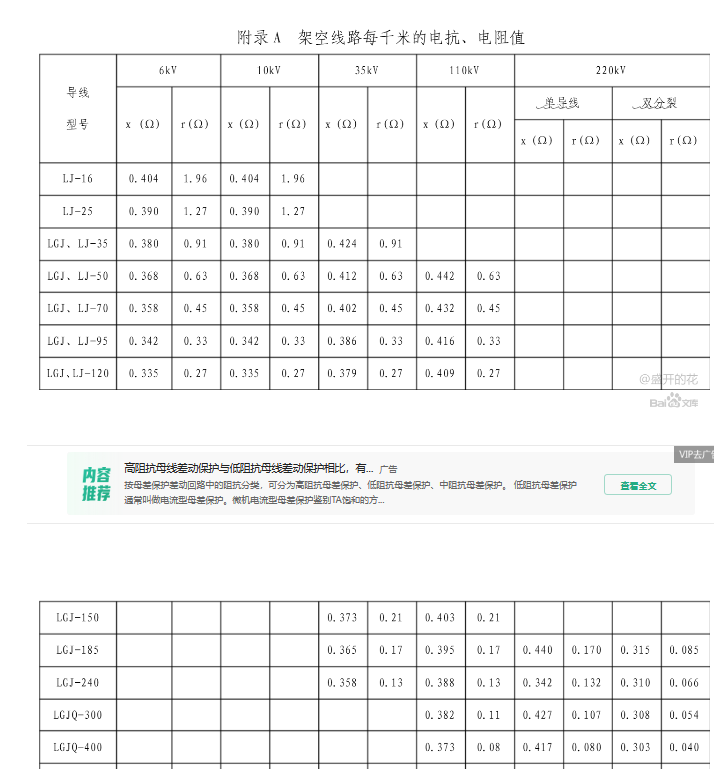 附录 A 架空线路每千米的电抗、电阻值
导线型号 6kV 10kV 35kV 110kV 220kV
单导线 双分裂
x (Ω) r(Ω) x (Ω) r(Ω) x (Ω) r(Ω) x (Ω) r(Ω) x (Ω) r(Ω) x (Ω) r(Ω)
LJ-16 0.404 1.96 0.404 1.96
LJ-25 0.390 1.27 0.390 1.27
LGJ、LJ-35 0.380 0.91 0.380 0.91 0.424 0.91
LGJ、LJ-50 0.368 0.63 0.368 0.63 0.412 0.63 0.442 0.63
LGJ、LJ-70 0.358 0.45 0.358 0.45 0.402 0.45 0.432 0.45
LGJ、LJ-95 0.342 0.33 0.342 0.33 0.386 0.33 0.416 0.33
LGJ、LJ-120 0.335 0.27 0.335 0.27 0.379 0.27 0.409 0.27
@盛开的花
Bai文库
VIP去广告
内容推荐
高阻抗母线差动保护与低阻抗母线差动保护相比，有... 广告
按母差保护差动回路中的阻抗分类，可分为高阻抗母差保护、低阻抗母差保护、中阻抗母差保护。 低阻抗母差保护
通常叫做电流型母差保护。微机电流型母差保护鉴别TA饱和的方...
查看全文
LGJ-150 0.373 0.21 0.403 0.21
LGJ-185 0.365 0.17 0.395 0.17 0.440 0.170 0.315 0.085
LGJ-240 0.358 0.13 0.388 0.13 0.342 0.132 0.310 0.066
LGJQ-300 0.382 0.11 0.427 0.107 0.308 0.054
LGJQ-400 0.373 0.08 0.417 0.080 0.303 0.040